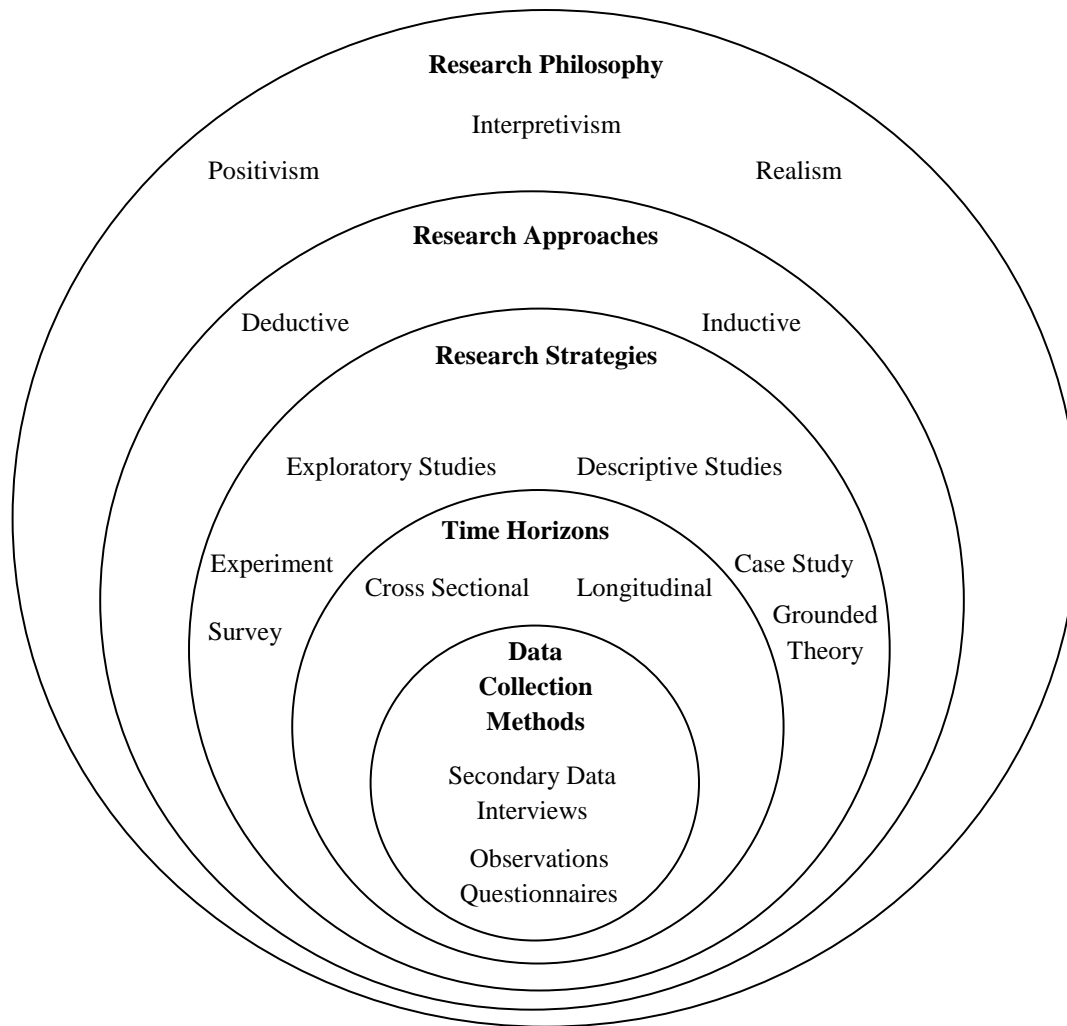 Research Philosophy
Interpretivism
Positivism Realism
Research Approaches
Deductive Inductive
Research Strategies
Exploratory Studies Descriptive Studies
Time Horizons
Experiment Case Study
Cross Sectional Longitudinal
Grounded
Survey
Theory
Data
Collection
Methods
Secondary Data
Interviews
Observations
Questionnaires